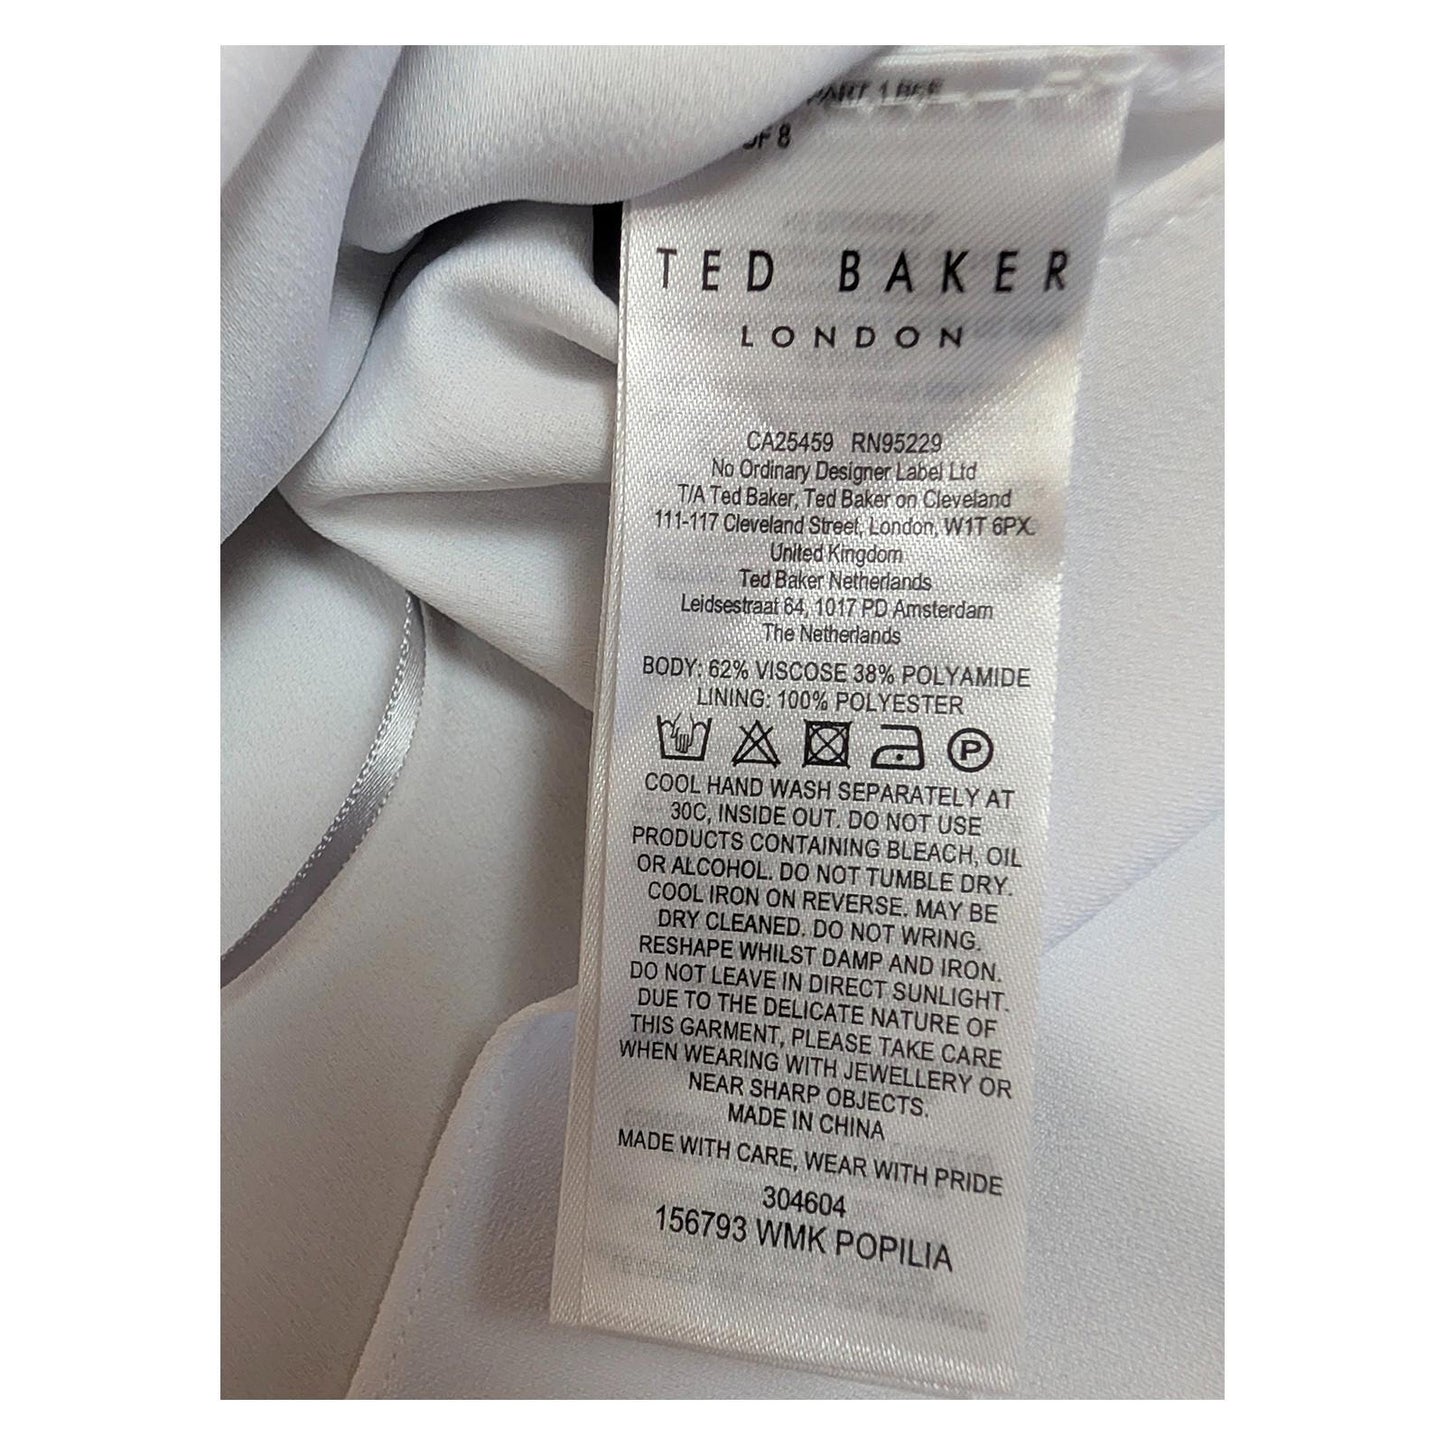 PART 1 
OF 8
TED BAKER
LONDON
CA25459 RN95229
No Ordinary Designer Label Ltd
T/A Ted Baker, Ted Baker on Cleveland
111-117 Cleveland Street, London, W1T 6PX.
United Kingdom
Ted Baker Netherlands
Leidsestraat 64, 1017 PD Amsterdam
The Netherlands
BODY: 62% VISCOSE 38% POLYAMIDE
LINING: 100% POLYESTER
P
COOL HAND WASH SEPARATELY AT
30C, INSIDE OUT. DO NOT USE
PRODUCTS CONTAINING BLEACH, OIL
OR ALCOHOL. DO NOT TUMBLE DRY.
COOL IRON ON REVERSE. MAY BE
DRY CLEANED. DO NOT WRING.
RESHAPE WHILST DAMP AND IRON.
DO NOT LEAVE IN DIRECT SUNLIGHT.
DUE TO THE DELICATE NATURE OF
THIS GARMENT, PLEASE TAKE CARE
WHEN WEARING WITH JEWELLERY OR
NEAR SHARP OBJECTS.
MADE IN CHINA
MADE WITH CARE, WEAR WITH PRIDE
304604
156793 WMK POPILIA